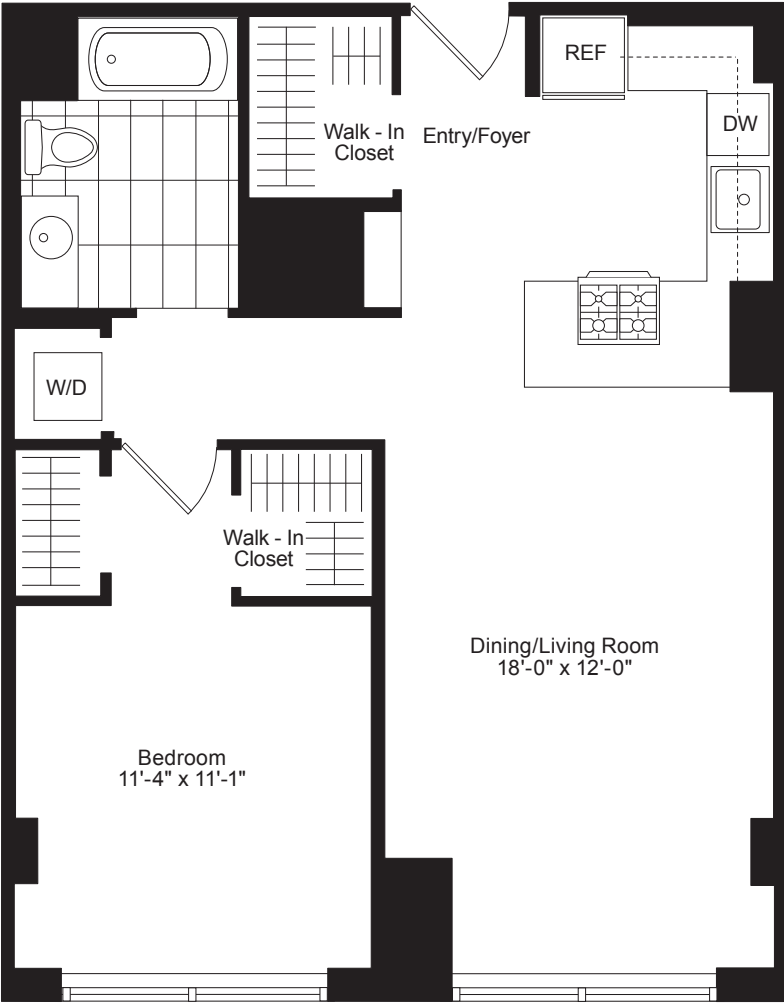 REF
DW
Walk - In
Closet
Entry/Foyer
W/D
Walk - In
Closet
Dining/Living Room
18'-0" x 12'-0"
Bedroom
11'-4" x 11'-1"